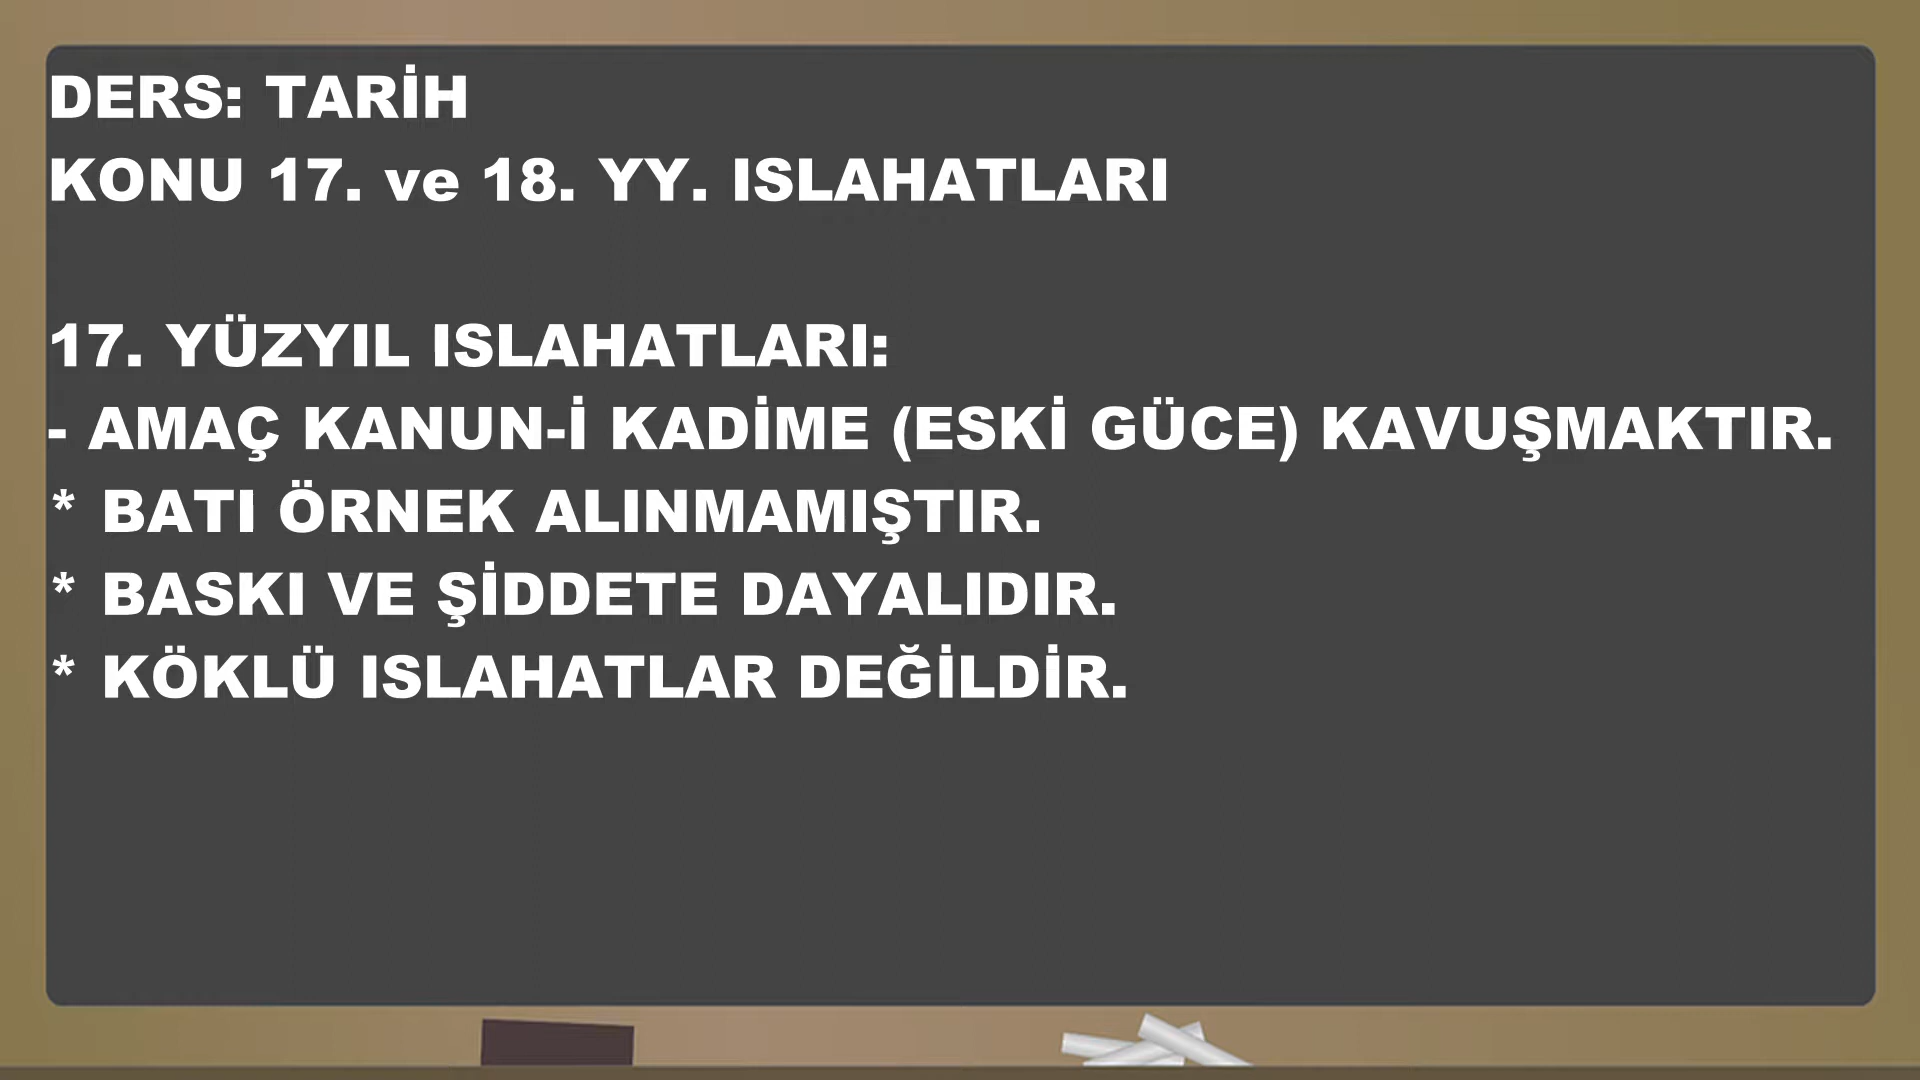 DERS: TARİH
KONU 17. ve 18. YY. ISLAHATLARI
17. YÜZYIL ISLAHATLARI:
- AMAÇ KANUN-İ KADİME (ESKİ GÜCE) KAVUŞMAKTIR.
* BATI ÖRNEK ALINMAMIŞTIR.
* BASKI VE ŞİDDETE DAYALIDIR.
* KÖKLÜ ISLAHATLAR DEĞİLDİR.